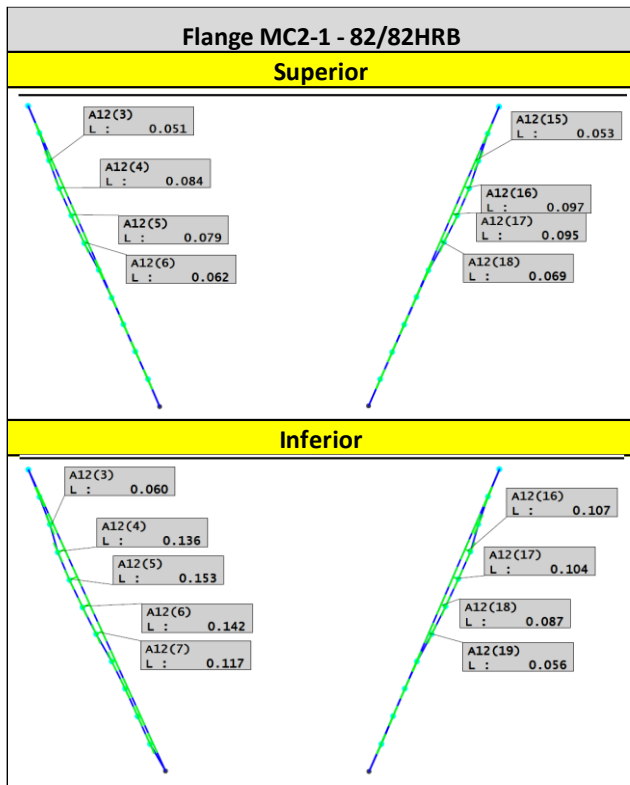 Flange MC2-1 - 82/82HRB
Superior
A12(3)
L : 0.051
A12(4)
L : 0.084
A12(5)
L : 0.079
A12(6)
L : 0.062
A12(15)
L : 0.053
A12(16)
L : 0.097
A12(17)
L : 0.095
A12(18)
L : 0.069
Inferior
A12(3)
L : 0.060
A12(4)
L : 0.136
A12(5)
L : 0.153
A12(6)
L : 0.142
A12(7)
L : 0.117
A12(16)
L : 0.107
A12(17)
L : 0.104
A12(18)
L : 0.087
A12(19)
L : 0.056